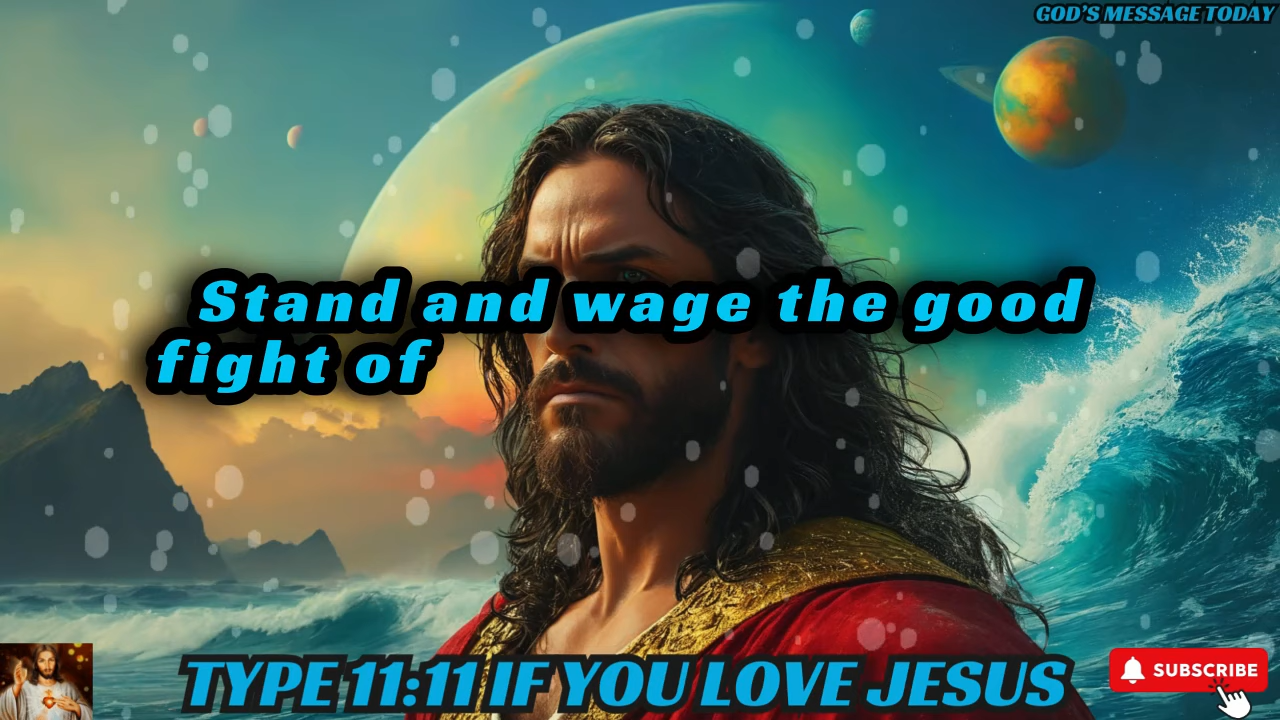 GOD'S MESSAGE TODAY
Stand and wage the good
fight of
TYPE 11:11 IF YOU LOVE JESUS
SUBSCRIBE